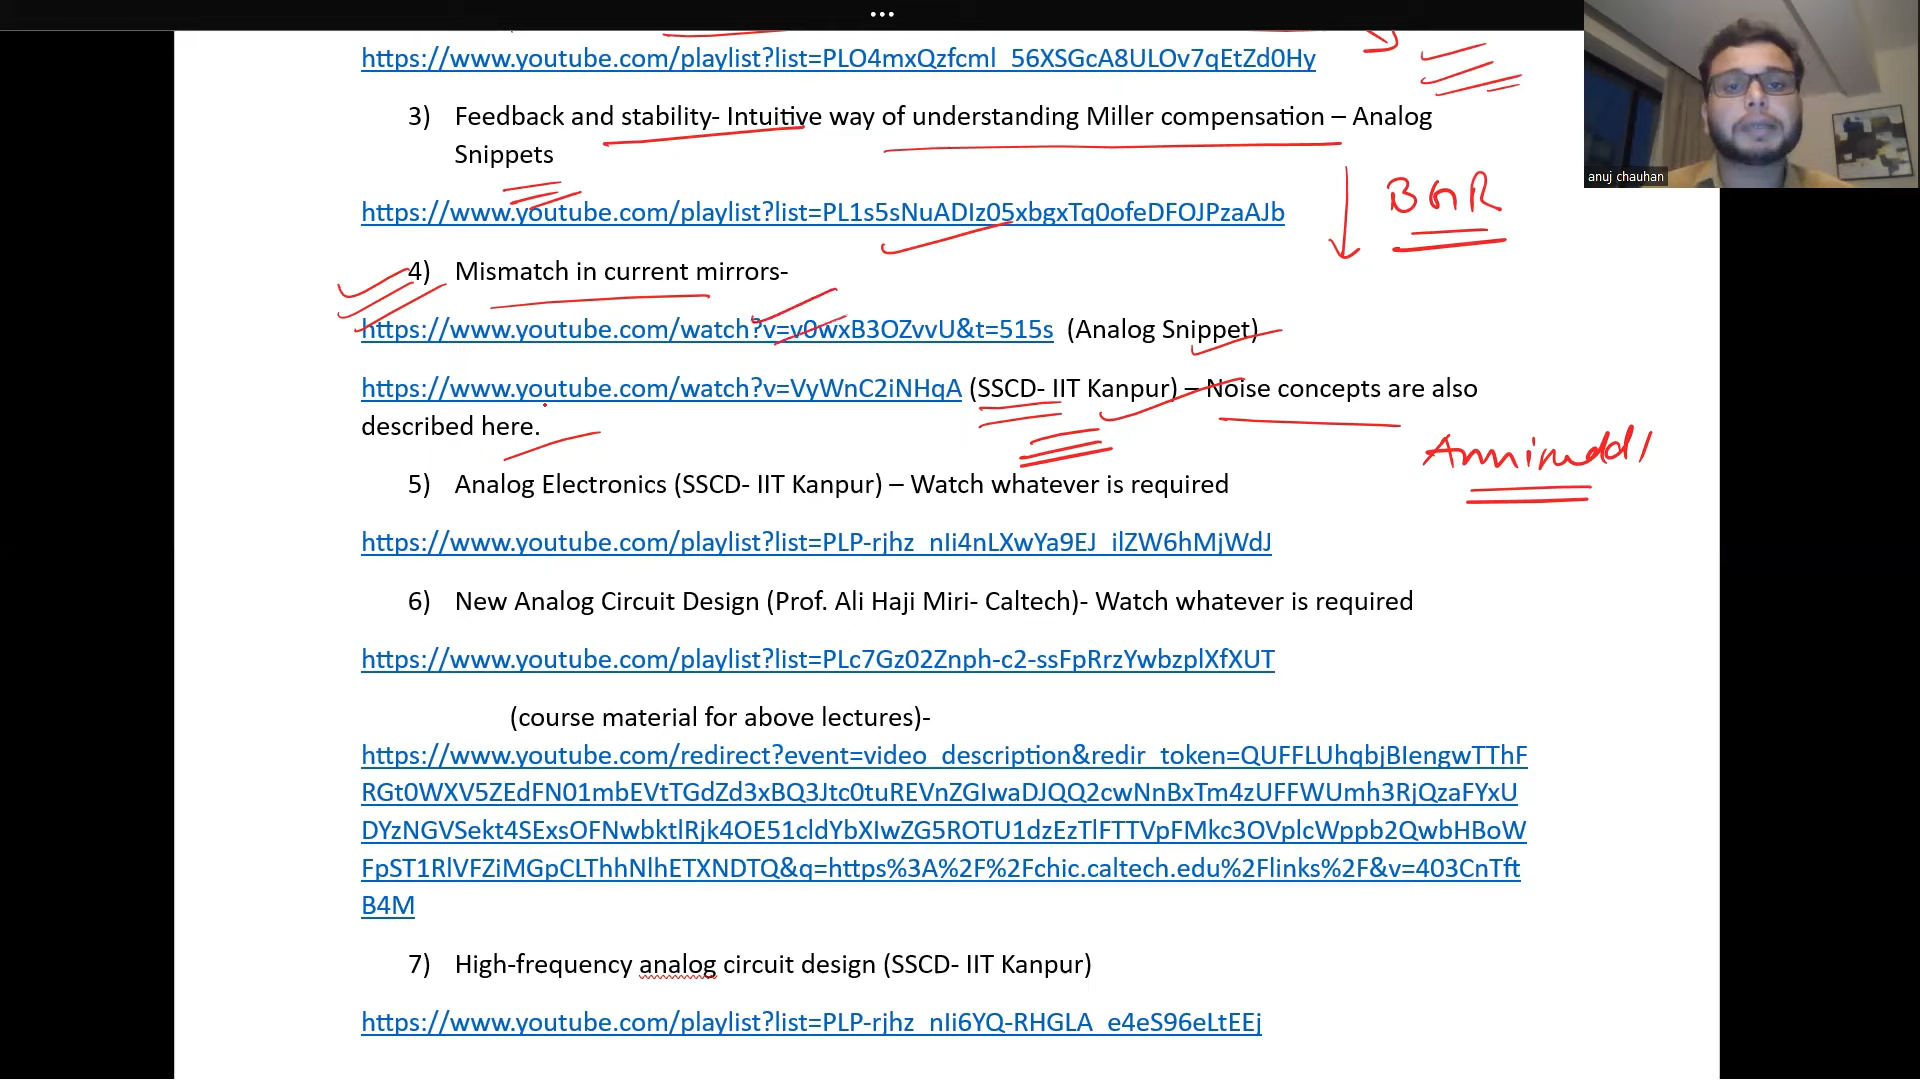 https://www.youtube.com/playlist?list=PLO4mxQzfcml_56XSGcA8ULOv7qEtZd0Hy
anuj chauhan
3) Feedback and stability- Intuitive way of understanding Miller compensation – Analog
Snippets
BGR
https://www.youtube.com/playlist?list=PL1s5sNuADIz05xbgxTq0ofeDFOJPzaAJb
4) Mismatch in current mirrors-
https://www.youtube.com/watch?v=v0wxB3OZvvU&t=515s (Analog Snippet)
https://www.youtube.com/watch?v=VyWnC2iNHqA (SSCD- IIT Kanpur) – Noise concepts are also
described here.
5) Analog Electronics (SSCD- IIT Kanpur) – Watch whatever is required
https://www.youtube.com/playlist?list=PLP-rjhz_nIi4nLXwYa9EJ_ilZW6hMjWdJ
6) New Analog Circuit Design (Prof. Ali Haji Miri- Caltech)- Watch whatever is required
https://www.youtube.com/playlist?list=PLc7Gz02Znph-c2-ssFpRrzYwbzplXfXUT
(course material for above lectures)-
https://www.youtube.com/redirect?event=video_description&redir_token=QUFFLUhqbjBIengwTThF
RGt0WXV5ZEdFN01mbEVtTGdZd3xBQ3Jtc0tuREVnZGIwaDJQQ2cwNnBxTm4zUFFWUmh3RjQzaFYxU
DYzNGVSekt4SExsOFNwbktlRjk4OE51cldYbXIwZG5ROTU1dzEzTlFTTVpFMkc3OVplcWppb2QwbHBoW
FpST1RlVFZiMGpCLThhNlhETXNDTQ&q=https%3A%2F%2Fchic.caltech.edu%2Flinks%2F&v=403CnTft
B4M
7) High-frequency analog circuit design (SSCD- IIT Kanpur)
https://www.youtube.com/playlist?list=PLP-rjhz_nIi6YQ-RHGLA_e4eS96eLtEEj